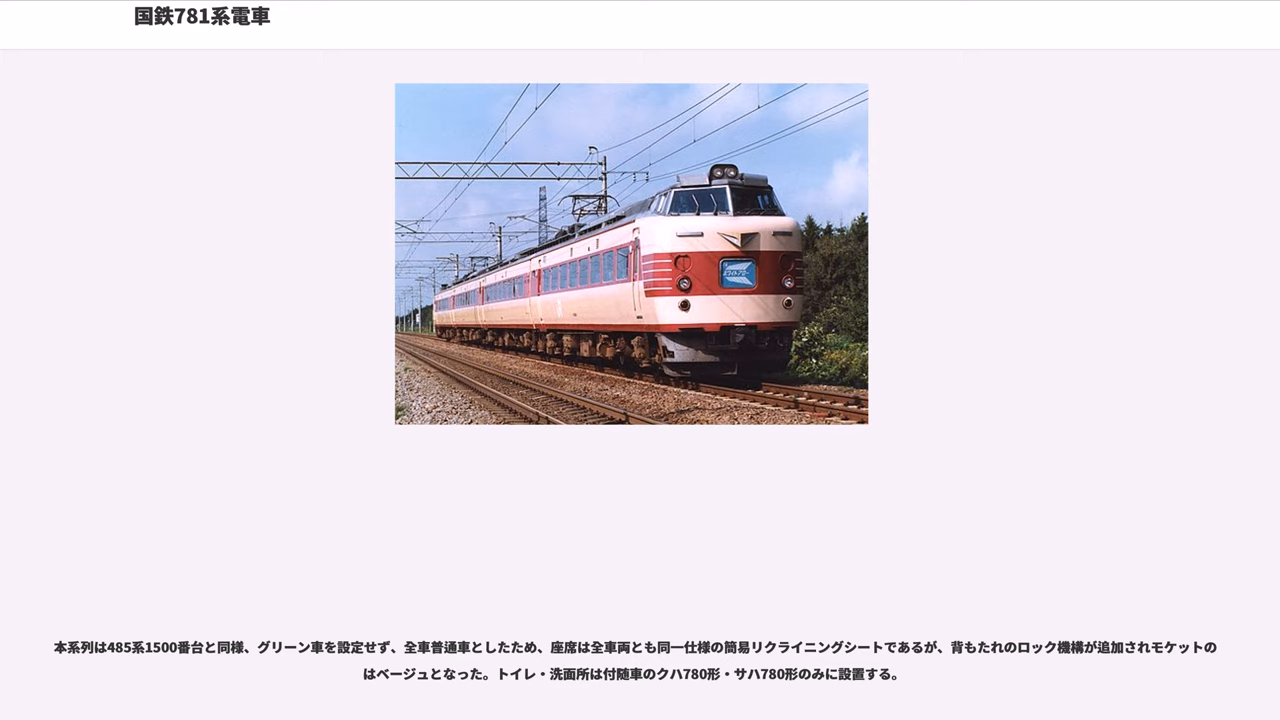 国鉄781系電車
ホワイトアロー
本系列は485系1500番台と同様、グリーン車を設定せず、全車普通車としたため、座席は全車両とも同一仕様の簡易リクライニングシートであるが、背もたれのロック機構が追加されモケットの
はベージュとなった。トイレ・洗面所は付随車のクハ780形・サハ780形のみに設置する。